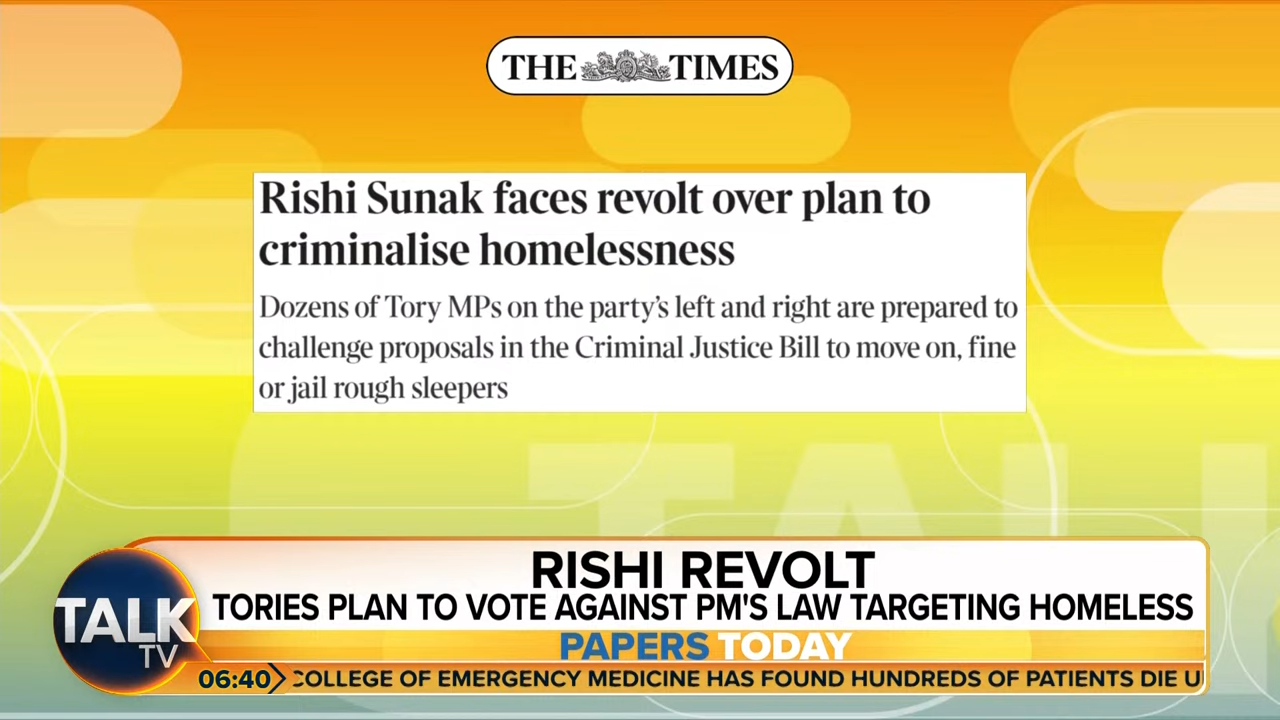 THE TIMES
Rishi Sunak faces revolt over plan to
criminalise homelessness
Dozens of Tory MPs on the party's left and right are prepared to
challenge proposals in the Criminal Justice Bill to move on, fine
or jail rough sleepers
RISHI REVOLT
TORIES PLAN TO VOTE AGAINST PM'S LAW TARGETING HOMELESS
PAPERS TODAY
TALK
TV
06:40
COLLEGE OF EMERGENCY MEDICINE HAS FOUND HUNDREDS OF PATIENTS DIE U